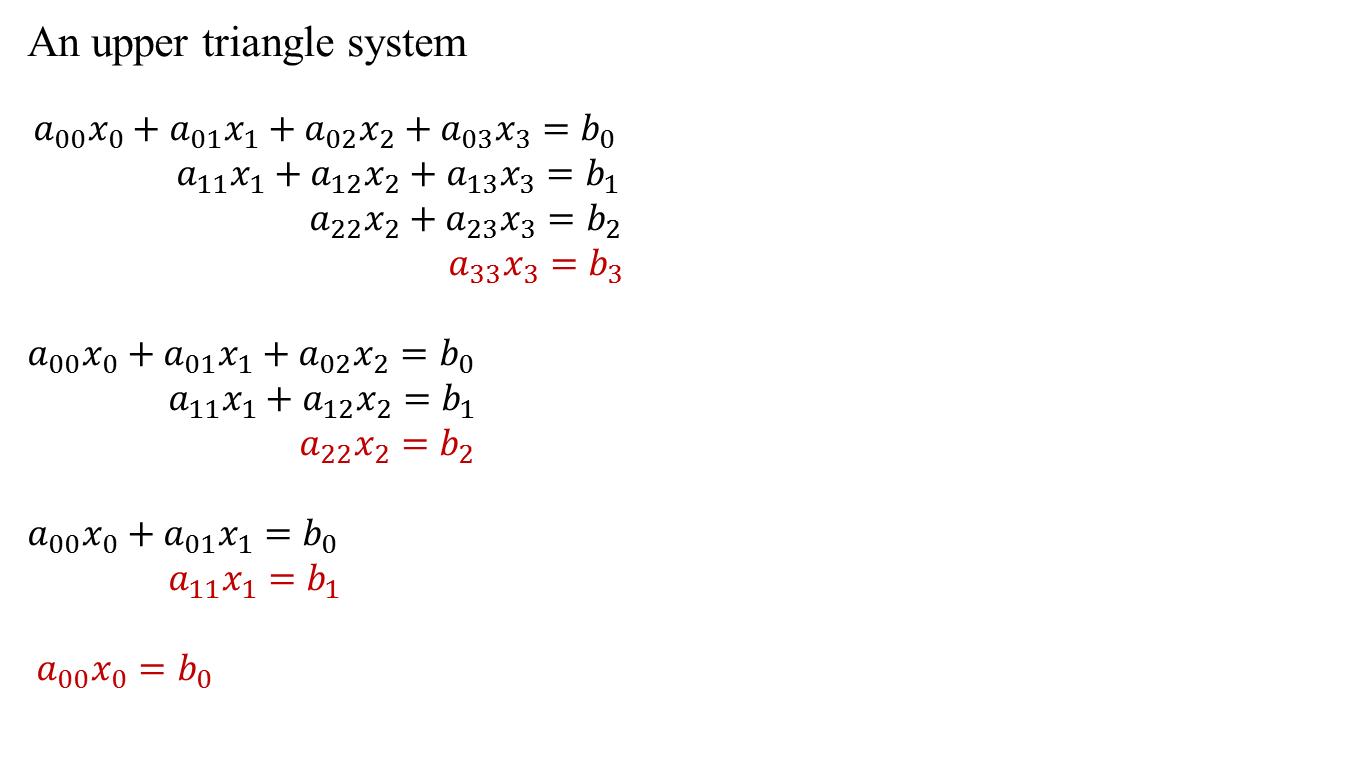 An upper triangle system
a₀₀x₀ + a₀₁x₁ + a₀₂x₂ + a₀₃x₃ = b₀
a₁₁x₁ + a₁₂x₂ + a₁₃x₃ = b₁
a₂₂x₂ + a₂₃x₃ = b₂
a₃₃x₃ = b₃
a₀₀x₀ + a₀₁x₁ + a₀₂x₂ = b₀
a₁₁x₁ + a₁₂x₂ = b₁
a₂₂x₂ = b₂
a₀₀x₀ + a₀₁x₁ = b₀
a₁₁x₁ = b₁
a₀₀x₀ = b₀